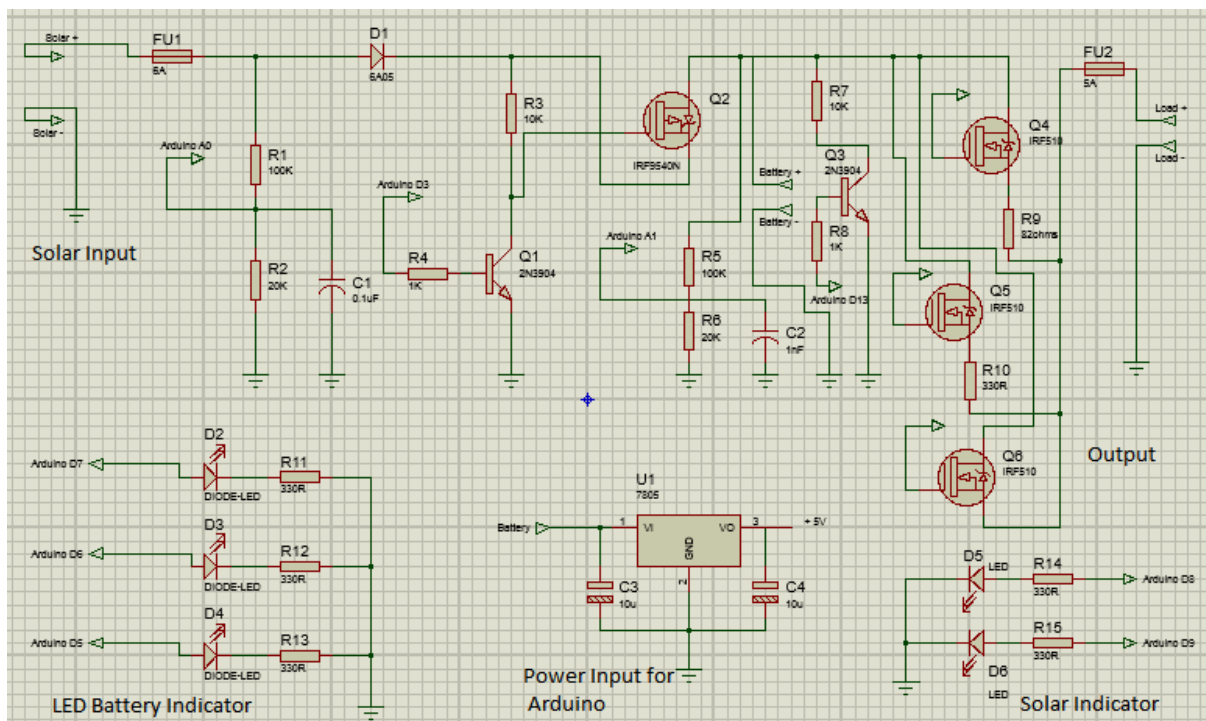 Solar +
FU1
5A
D1
6A05
R3
10K
Q2
IRF9540N
R7
10K
FU2
5A
Load +
Load -
Q4
IRF510
Solar -
Arduino A0
R1
100K
Arduino D3
Battery +
Battery -
Q3
2N3904
R8
1K
Arduino D13
R9
82ohms
Solar Input
R2
20K
C1
0.1uF
R4
1K
Q1
2N3904
Arduino A1
R5
100K
R6
20K
C2
1nF
Q5
IRF510
R10
330R
Q6
IRF510
Output
Arduino D7
D2
DIODE-LED
R11
330R
Arduino D6
D3
DIODE-LED
R12
330R
Arduino D5
D4
DIODE-LED
R13
330R
LED Battery Indicator
U1
7805
Battery
1
VI
VO
3
+ 5V
GND
2
C3
10u
C4
10u
Power Input for
Arduino
D5
LED
R14
330R
Arduino D8
D6
LED
R15
330R
Arduino D9
Solar Indicator